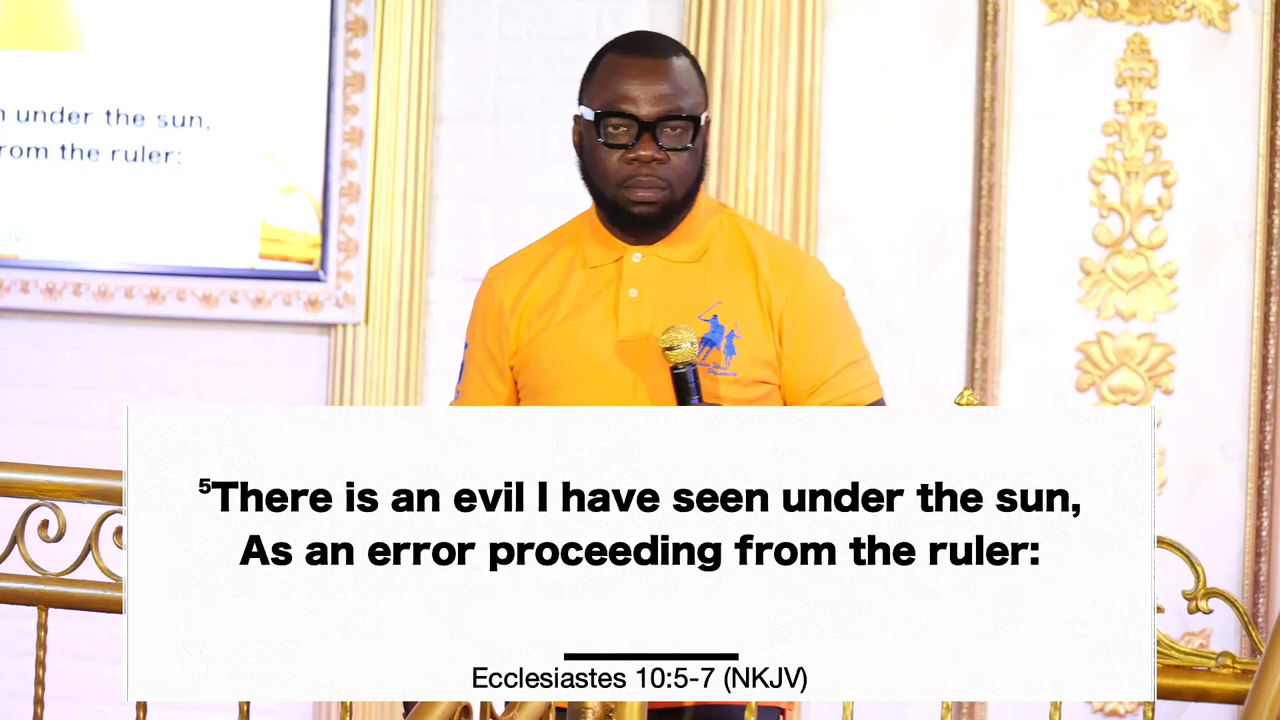 under the sun,
rom the ruler:
⁵There is an evil I have seen under the sun,
As an error proceeding from the ruler:
Ecclesiastes 10:5-7 (NKJV)